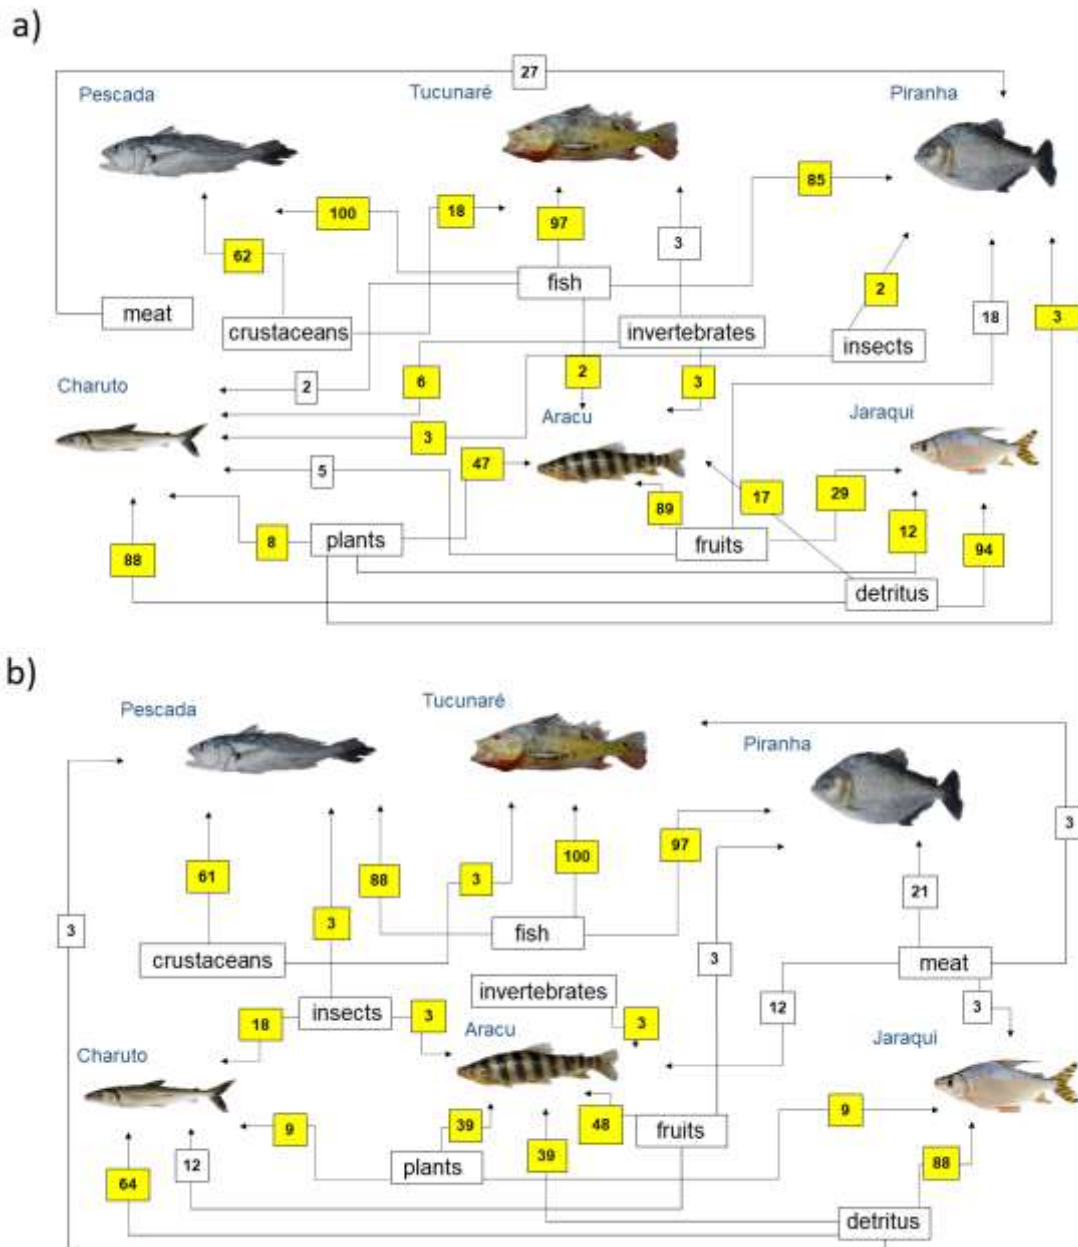 a)
27
Pescada
Tucunaré
Piranha
85
100
18
97
3
62
fish
2
meat
crustaceans
invertebrates
insects
18
3
Charuto
2
6
2
3
Aracu
Jaraqui
3
5
47
89
17
29
12
94
88
8
plants
fruits
detritus
b)
Pescada
Tucunaré
Piranha
3
61
3
88
3
100
97
21
3
fish
3
crustaceans
meat
invertebrates
12
3
18
insects
3
Aracu
3
Jaraqui
Charuto
9
39
48
fruits
9
64
12
plants
39
88
detritus